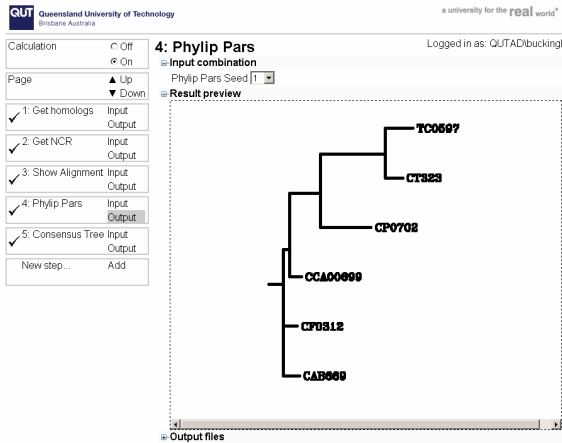 QUT Queensland University of Technology
Brisbane Australia
a university for the real world
Logged in as: QUTAD\bucking
Calculation Off
On
Page Up
Down
1: Get homologs Input
Output
2: Get NCR Input
Output
3: Show Alignment Input
Output
4: Phylip Pars Input
Output
5: Consensus Tree Input
Output
New step... Add
4: Phylip Pars
Input combination
Phylip Pars Seed 1
Result preview
TC0597
CT323
CP0702
CCA00699
CF0312
CAB669
Output files